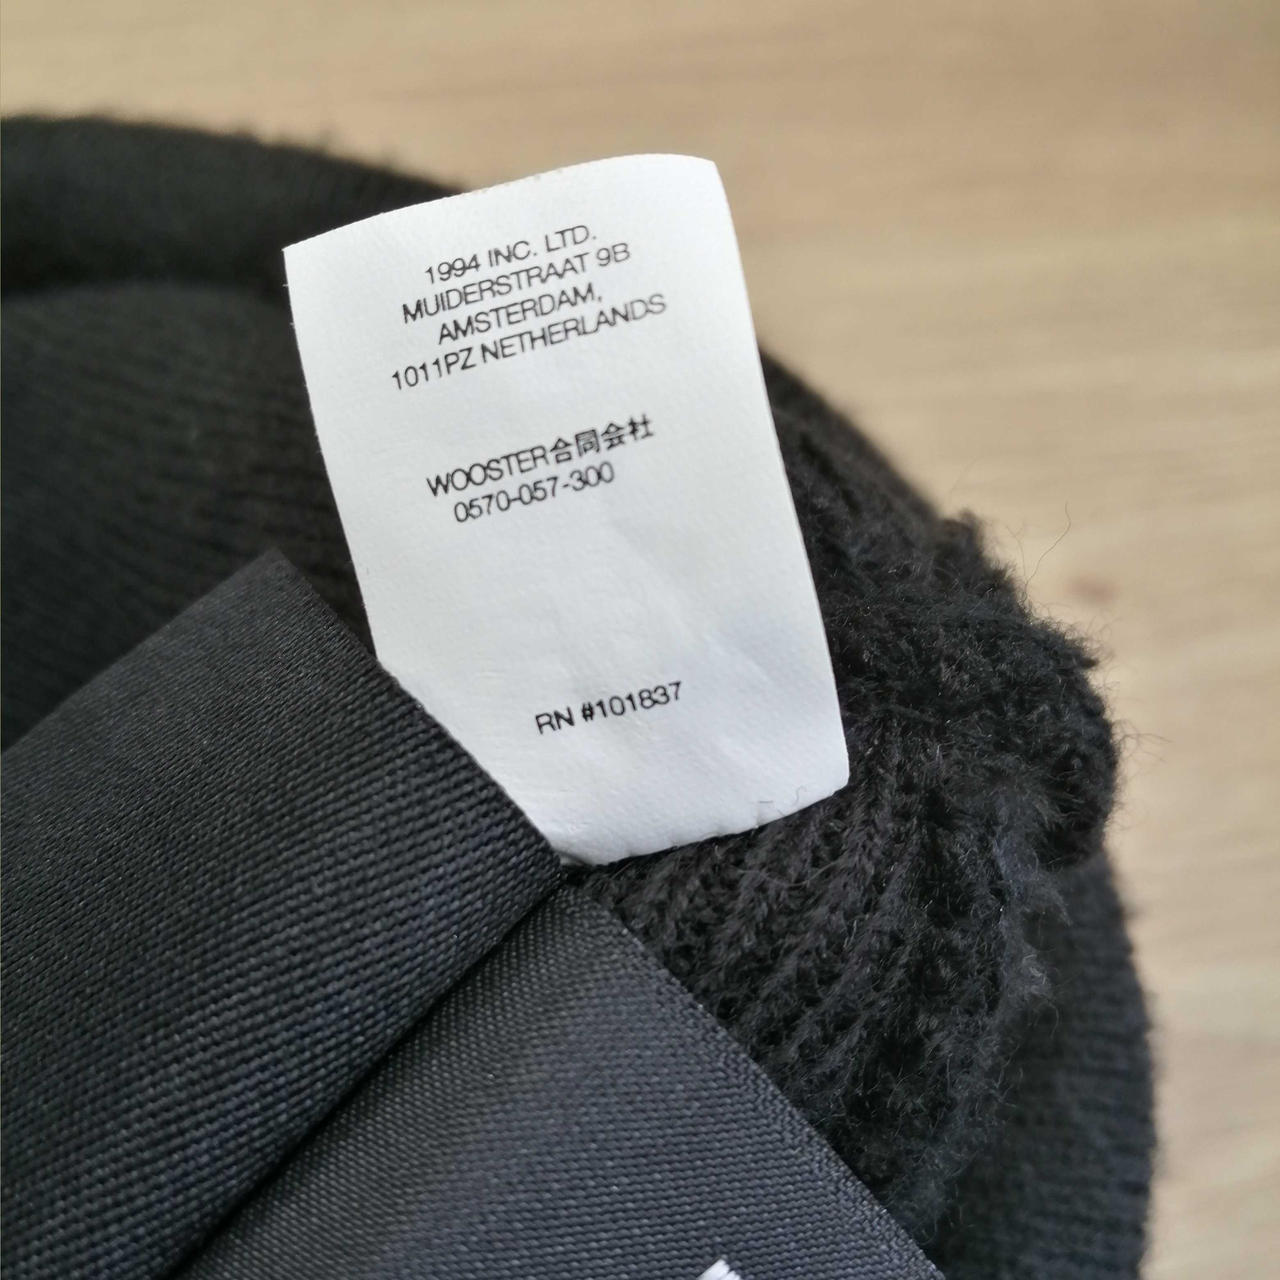 1994 INC. LTD.
MUIDERSTRAAT 9B
AMSTERDAM,
1011PZ NETHERLANDS
WOOSTER合同会社
0570-057-300
RN #101837